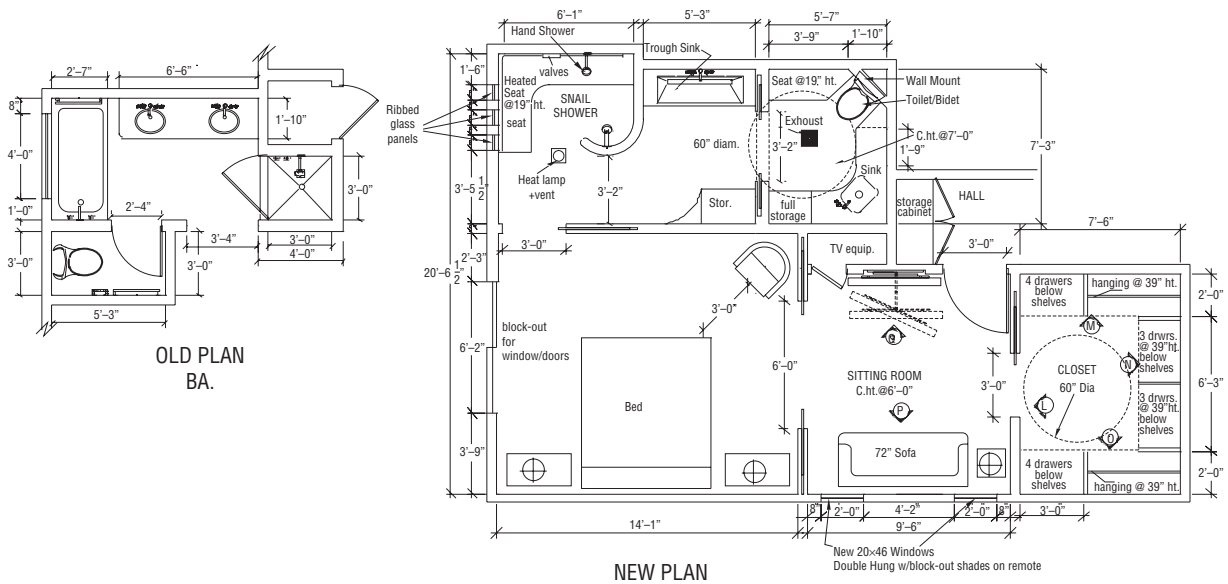 2'–7"
6'–6"
8"
4'–0"
1'–0"
3'–0"
1'–10"
3'–0"
2'–4"
3'–4"
3'–0"
4'–0"
3'–0"
5'–3"
OLD PLAN
BA.
6'–1"
Hand Shower
valves
5'–3"
Trough Sink
5'–7"
3'–9"
1'–10"
1'–6"
Heated
Seat
@19" ht.
seat
SNAIL
SHOWER
Ribbed
glass
panels
Seat @19" ht.
Wall Mount
Toilet/Bidet
Exhoust
C.ht.@7'–0"
60" diam.
3'–2"
1'–9"
7'–3"
Sink
Heat lamp
+vent
3'–2"
3'–5 1/2
Stor.
full
storage
storage
cabinet
HALL
3'–0"
2'–3"
20'–6 1/2"
TV equip.
3'–0"
7'–6"
4 drawers
below
shelves
hanging @ 39" ht.
2'–0"
3'–0"
block-out
for
window/doors
6'–2"
6'–0"
Q
M
N
3 drwrs.
@ 39"ht.
below
shelves
SITTING ROOM
C.ht.@6'–0"
3'–0"
CLOSET
60" Dia
6'–3"
L
P
O
3 drwrs.
@ 39"ht.
below
shelves
Bed
72" Sofa
3'–9"
4 drawers
below
shelves
hanging @ 39" ht.
2'–0"
8"
2'–0"
4'–2"
2'–0"
8"
3'–0"
14'–1"
9'–6"
New 20×46 Windows
Double Hung w/block-out shades on remote
NEW PLAN